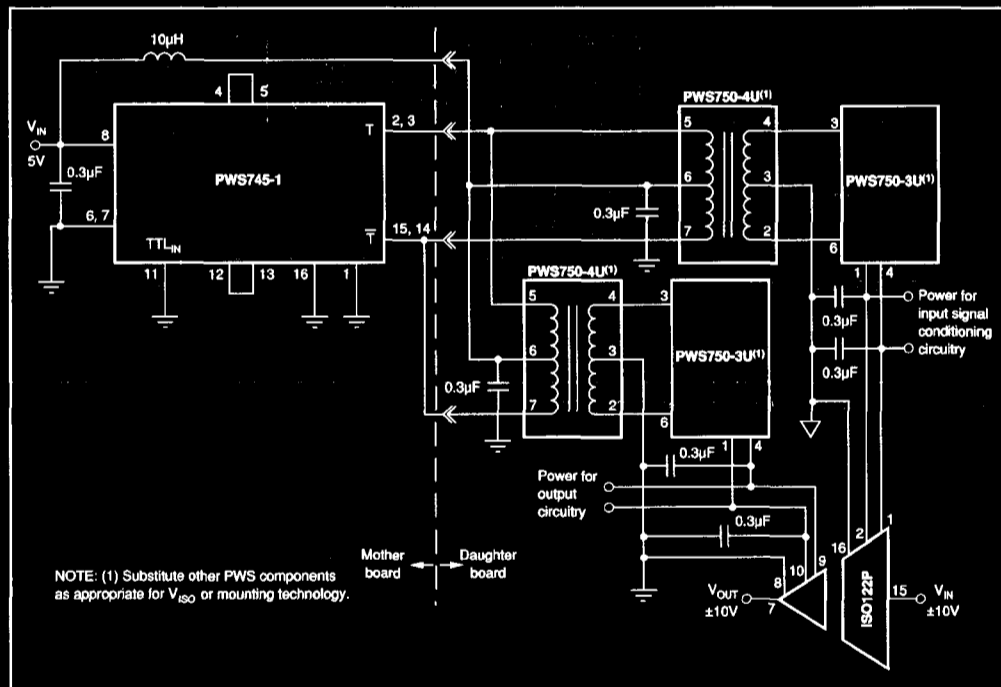 10μH
4
5
V_IN
5V
8
0.3μF
6, 7
PWS745-1
T
2, 3
T̅
15, 14
TTL_IN
11
12
13
16
1
PWS750-4U(1)
5
6
7
4
3
2
0.3μF
3
6
PWS750-3U(1)
1
4
0.3μF
0.3μF
Power for
input signal
conditioning
circuitry
PWS750-4U(1)
5
6
7
4
3
2
0.3μF
3
6
PWS750-3U(1)
1
4
0.3μF
Power for
output
circuitry
0.3μF
Mother
board
Daughter
board
NOTE: (1) Substitute other PWS components
as appropriate for V_ISO or mounting technology.
V_OUT
±10V
7
8
10
9
16
2
1
ISO122P
15
V_IN
±10V